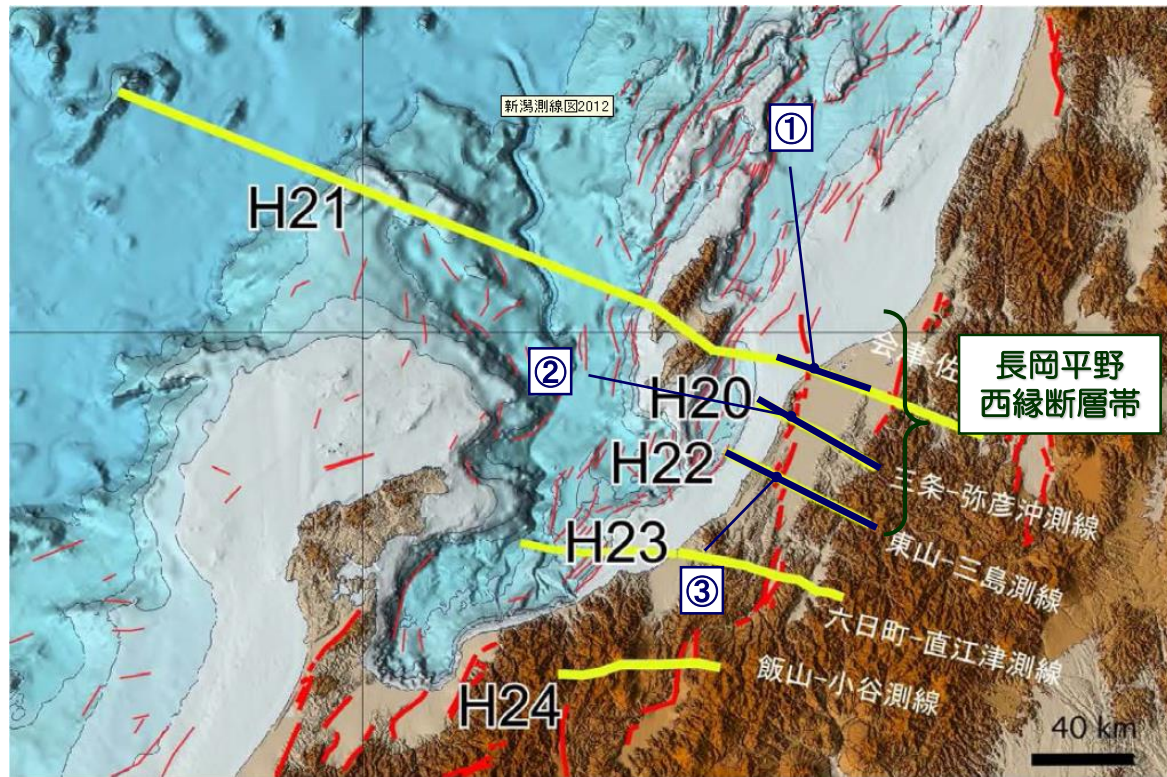 ①
新潟測線図2012
H21
会津-佐
長岡平野
西縁断層帯
②
H20
H22
三条-弥彦沖測線
H23
東山-三島測線
③
六日町-直江津測線
飯山-小谷測線
H24
40 km